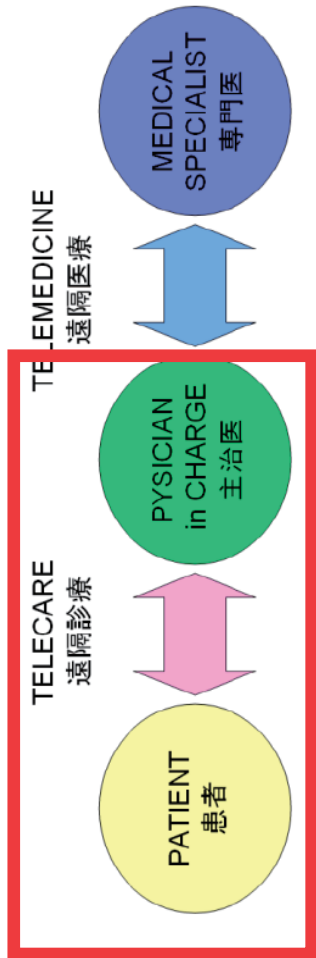 TELECARE
遠隔診療
TELEMEDICINE
遠隔医療
PATIENT
患者
PYSICIAN
in CHARGE
主治医
MEDICAL
SPECIALIST
専門医